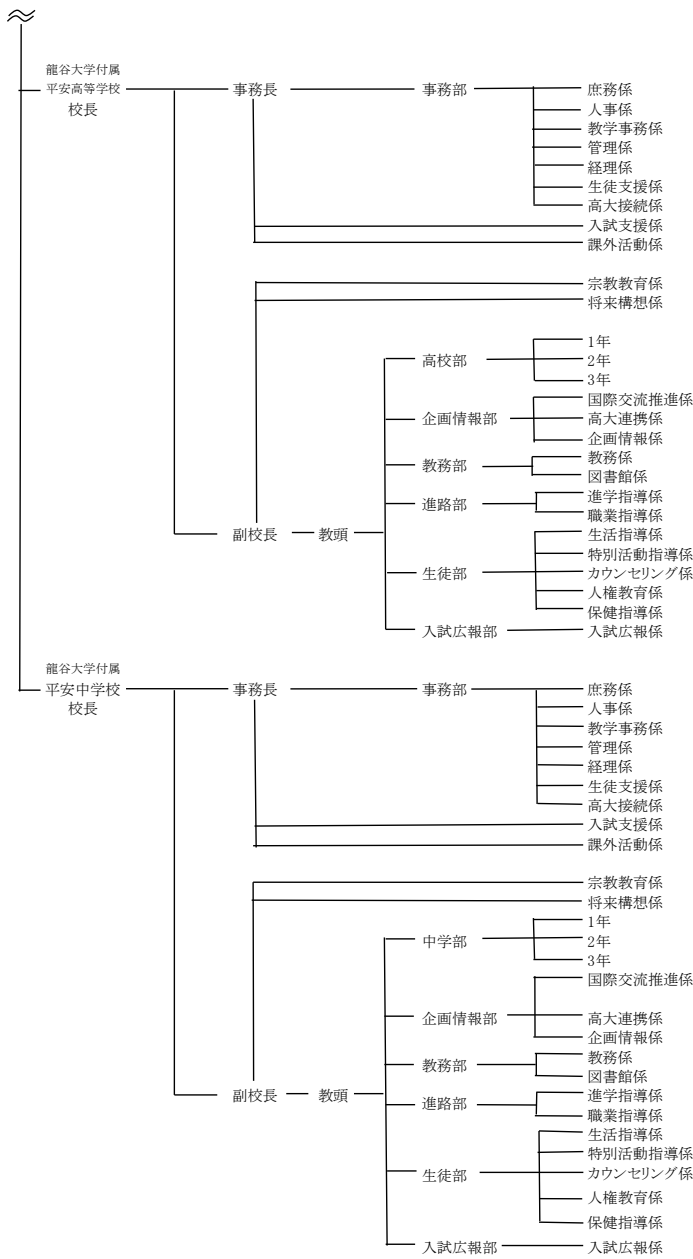 龍谷大学付属
平安高等学校
校長
事務長
事務部
庶務係
人事係
教学事務係
管理係
経理係
生徒支援係
高大接続係
入試支援係
課外活動係
宗教教育係
将来構想係
副校長
教頭
高校部
1年
2年
3年
企画情報部
国際交流推進係
高大連携係
企画情報係
教務部
教務係
図書館係
進路部
進学指導係
職業指導係
生徒部
生活指導係
特別活動指導係
カウンセリング係
人権教育係
保健指導係
入試広報部
入試広報係
龍谷大学付属
平安中学校
校長
事務長
事務部
庶務係
人事係
教学事務係
管理係
経理係
生徒支援係
高大接続係
入試支援係
課外活動係
宗教教育係
将来構想係
副校長
教頭
中学部
1年
2年
3年
企画情報部
国際交流推進係
高大連携係
企画情報係
教務部
教務係
図書館係
進路部
進学指導係
職業指導係
生徒部
生活指導係
特別活動指導係
カウンセリング係
人権教育係
保健指導係
入試広報部
入試広報係